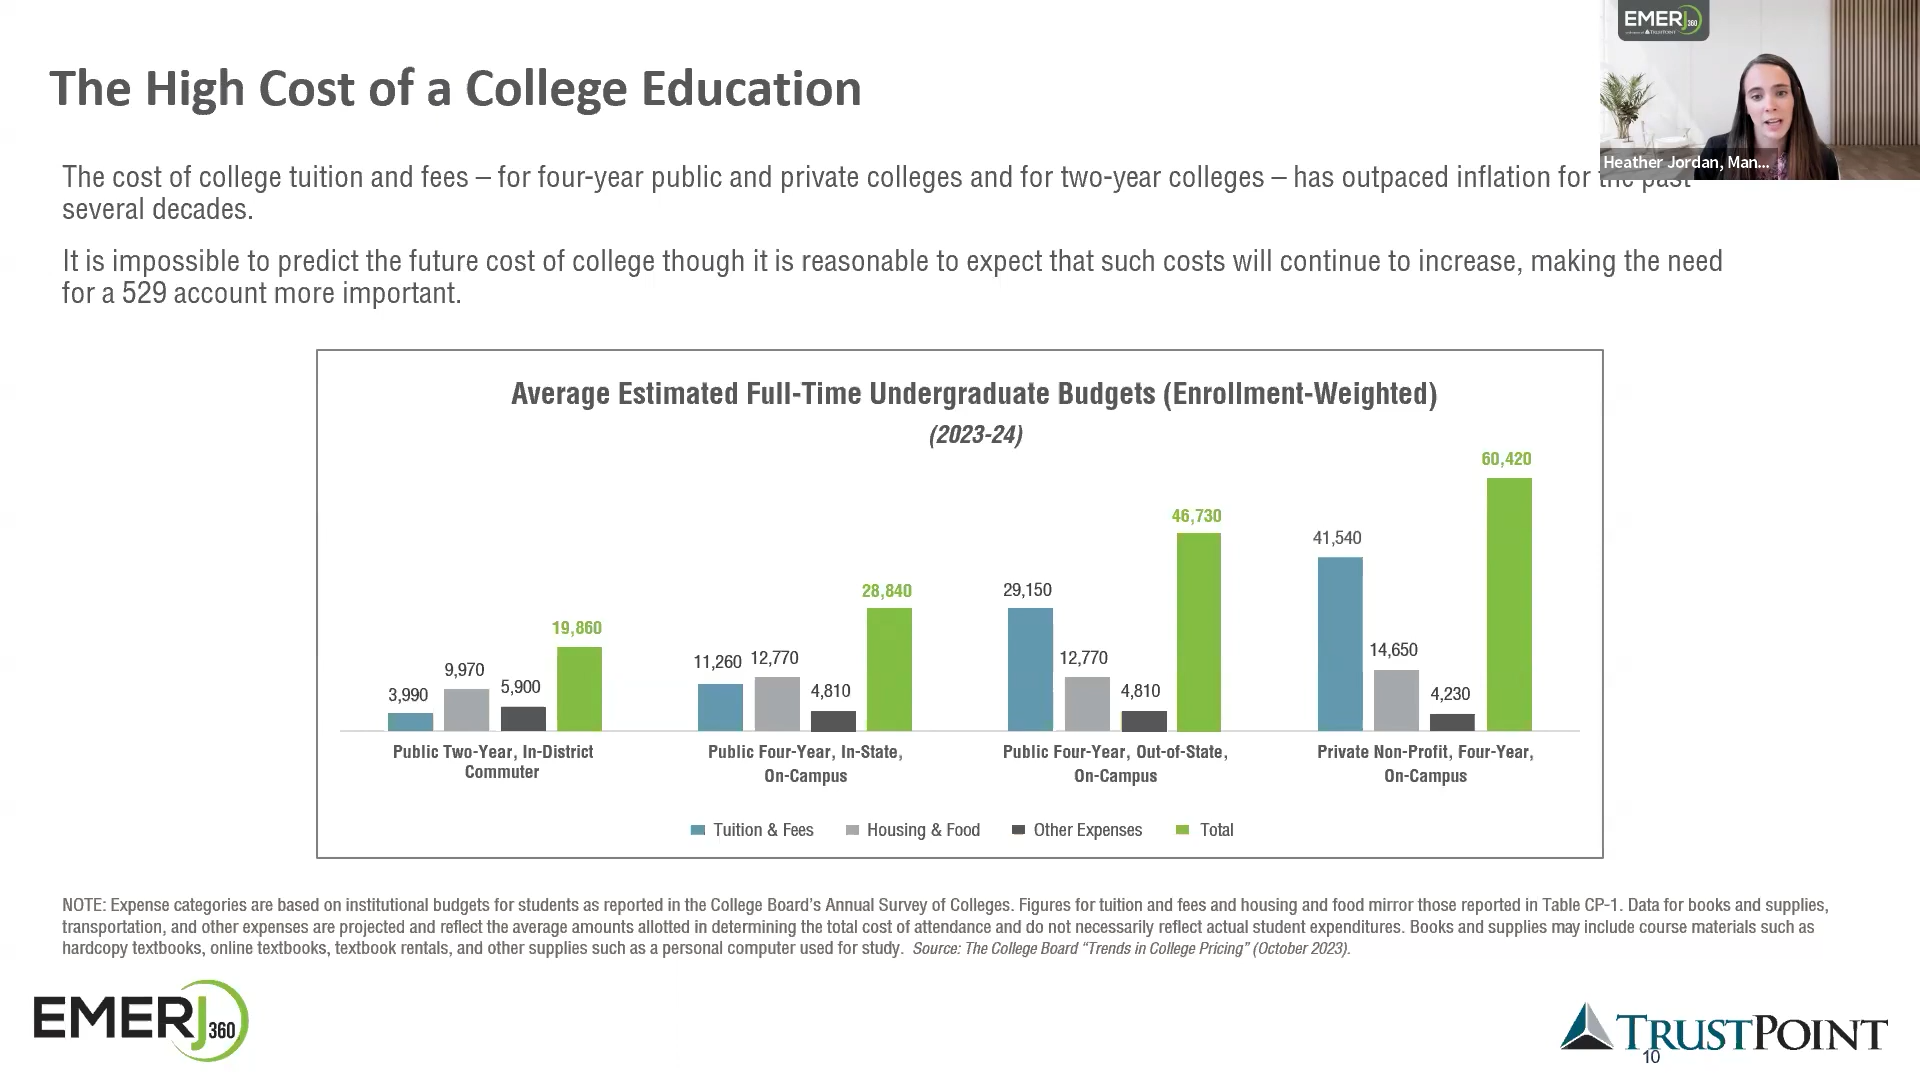 EMERJ360
The High Cost of a College Education
Heather Jordan, Man...
The cost of college tuition and fees – for four-year public and private colleges and for two-year colleges – has outpaced inflation for the past
several decades.
It is impossible to predict the future cost of college though it is reasonable to expect that such costs will continue to increase, making the need
for a 529 account more important.
Average Estimated Full-Time Undergraduate Budgets (Enrollment-Weighted)
(2023-24)
3,990
9,970
5,900
19,860
11,260
12,770
4,810
28,840
29,150
12,770
4,810
46,730
41,540
14,650
4,230
60,420
Public Two-Year, In-District
Commuter
Public Four-Year, In-State,
On-Campus
Public Four-Year, Out-of-State,
On-Campus
Private Non-Profit, Four-Year,
On-Campus
Tuition & Fees Housing & Food Other Expenses Total
NOTE: Expense categories are based on institutional budgets for students as reported in the College Board's Annual Survey of Colleges. Figures for tuition and fees and housing and food mirror those reported in Table CP-1. Data for books and supplies,
transportation, and other expenses are projected and reflect the average amounts allotted in determining the total cost of attendance and do not necessarily reflect actual student expenditures. Books and supplies may include course materials such as
hardcopy textbooks, online textbooks, textbook rentals, and other supplies such as a personal computer used for study. Source: The College Board “Trends in College Pricing” (October 2023).
EMERJ360
TRUSTPOINT
10